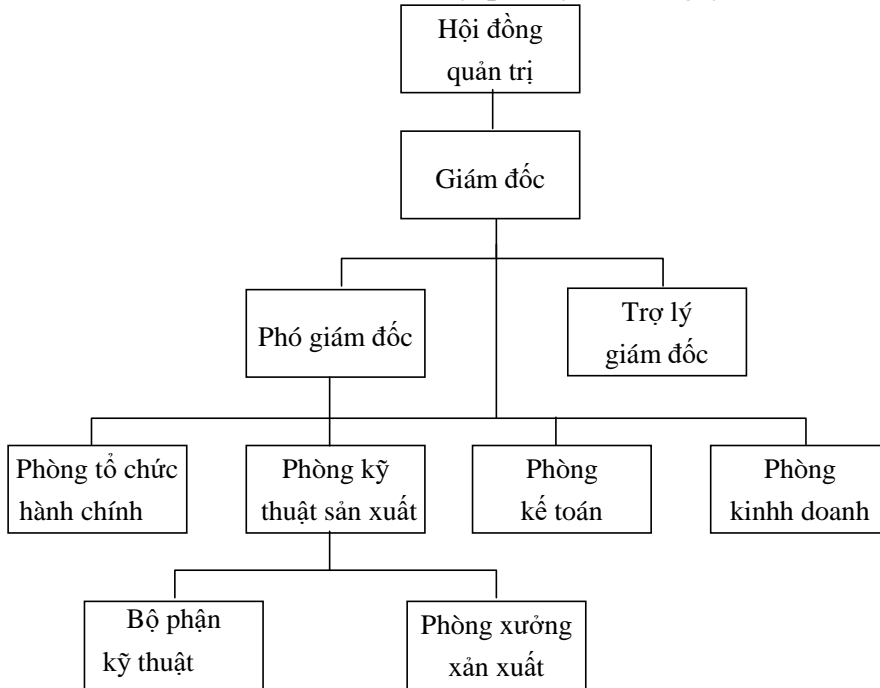 Hội đồng
quản trị
Giám đốc
Phó giám đốc
Trợ lý
giám đốc
Phòng tổ chức
hành chính
Phòng kỹ
thuật sản xuất
Phòng
kế toán
Phòng
kinhh doanh
Bộ phận
kỹ thuật
Phòng xưởng
xản xuất